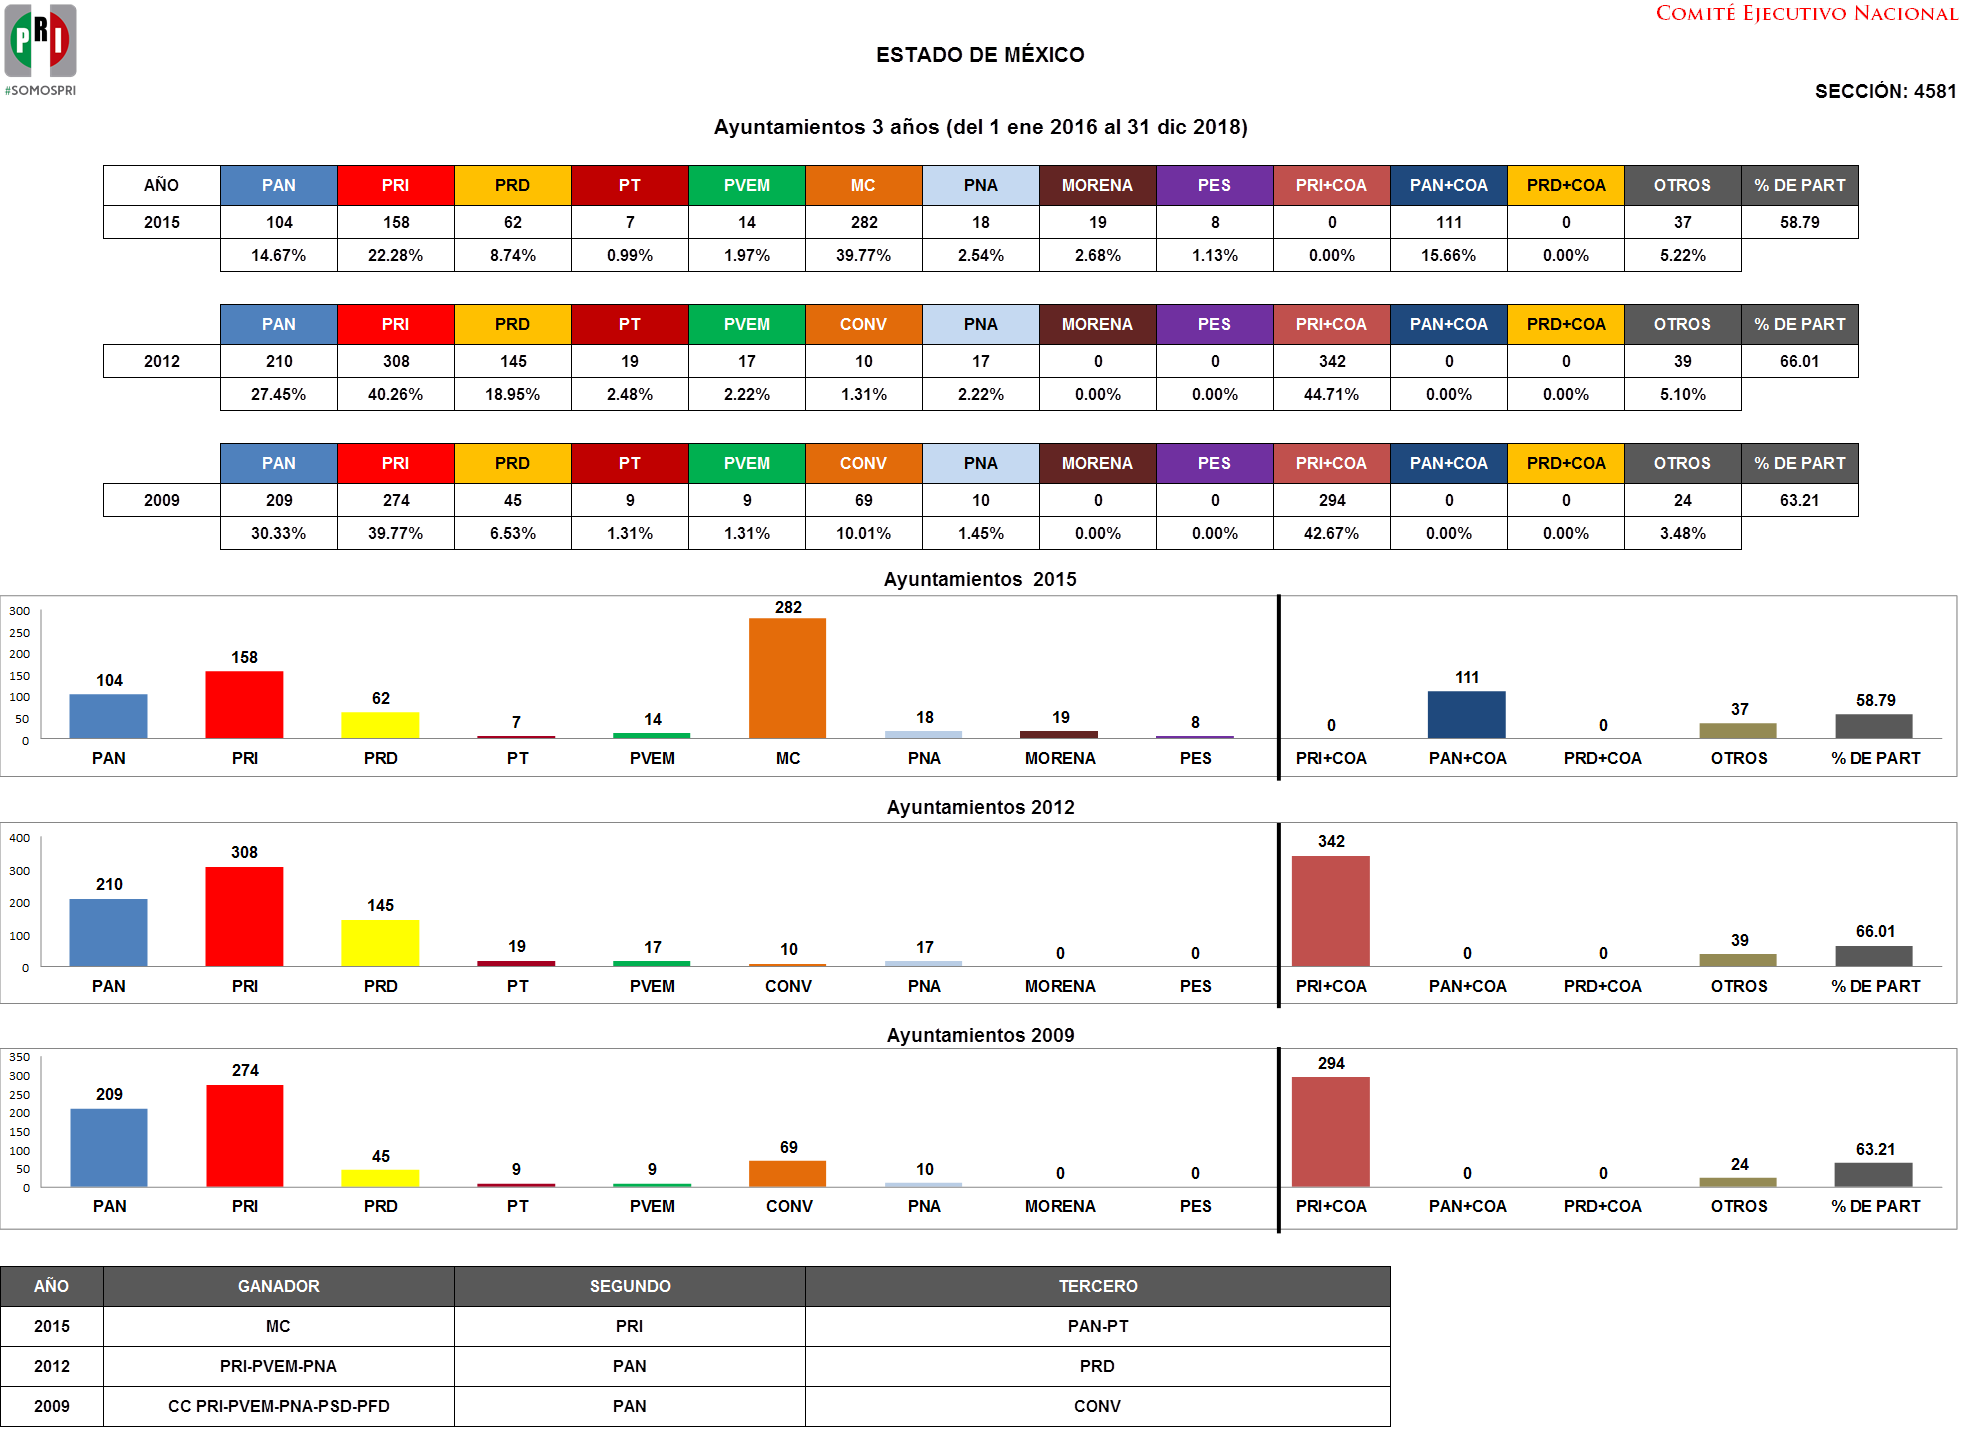 PRI
#SOMOSPRI
COMITÉ EJECUTIVO NACIONAL
ESTADO DE MÉXICO
SECCIÓN: 4581
Ayuntamientos 3 años (del 1 ene 2016 al 31 dic 2018)
AÑO PAN PRI PRD PT PVEM MC PNA MORENA PES PRI+COA PAN+COA PRD+COA OTROS % DE PART
2015 104 158 62 7 14 282 18 19 8 0 111 0 37 58.79
14.67% 22.28% 8.74% 0.99% 1.97% 39.77% 2.54% 2.68% 1.13% 0.00% 15.66% 0.00% 5.22%
PAN PRI PRD PT PVEM CONV PNA MORENA PES PRI+COA PAN+COA PRD+COA OTROS % DE PART
2012 210 308 145 19 17 10 17 0 0 342 0 0 39 66.01
27.45% 40.26% 18.95% 2.48% 2.22% 1.31% 2.22% 0.00% 0.00% 44.71% 0.00% 0.00% 5.10%
PAN PRI PRD PT PVEM CONV PNA MORENA PES PRI+COA PAN+COA PRD+COA OTROS % DE PART
2009 209 274 45 9 9 69 10 0 0 294 0 0 24 63.21
30.33% 39.77% 6.53% 1.31% 1.31% 10.01% 1.45% 0.00% 0.00% 42.67% 0.00% 0.00% 3.48%
Ayuntamientos 2015
300
250
200
150
100
50
0
104 158 62 7 14 282 18 19 8 0 111 0 37 58.79
PAN PRI PRD PT PVEM MC PNA MORENA PES PRI+COA PAN+COA PRD+COA OTROS % DE PART
Ayuntamientos 2012
400
300
200
100
0
210 308 145 19 17 10 17 0 0 342 0 0 39 66.01
PAN PRI PRD PT PVEM CONV PNA MORENA PES PRI+COA PAN+COA PRD+COA OTROS % DE PART
Ayuntamientos 2009
350
300
250
200
150
100
50
0
209 274 45 9 9 69 10 0 0 294 0 0 24 63.21
PAN PRI PRD PT PVEM CONV PNA MORENA PES PRI+COA PAN+COA PRD+COA OTROS % DE PART
AÑO GANADOR SEGUNDO TERCERO
2015 MC PRI PAN-PT
2012 PRI-PVEM-PNA PAN PRD
2009 CC PRI-PVEM-PNA-PSD-PFD PAN CONV